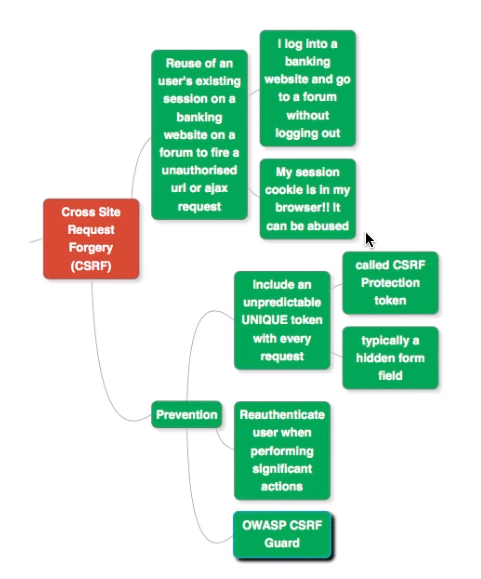 Cross Site
Request
Forgery
(CSRF)
Reuse of an
user's existing
session on a
banking
website on a
forum to fire a
unauthorised
url or ajax
request
I log into a
banking
website and go
to a forum
without
logging out
My session
cookie is in my
browser!! It
can be abused
Prevention
Include an
unpredictable
UNIQUE token
with every
request
called CSRF
Protection
token
typically a
hidden form
field
Reauthenticate
user when
performing
significant
actions
OWASP CSRF
Guard